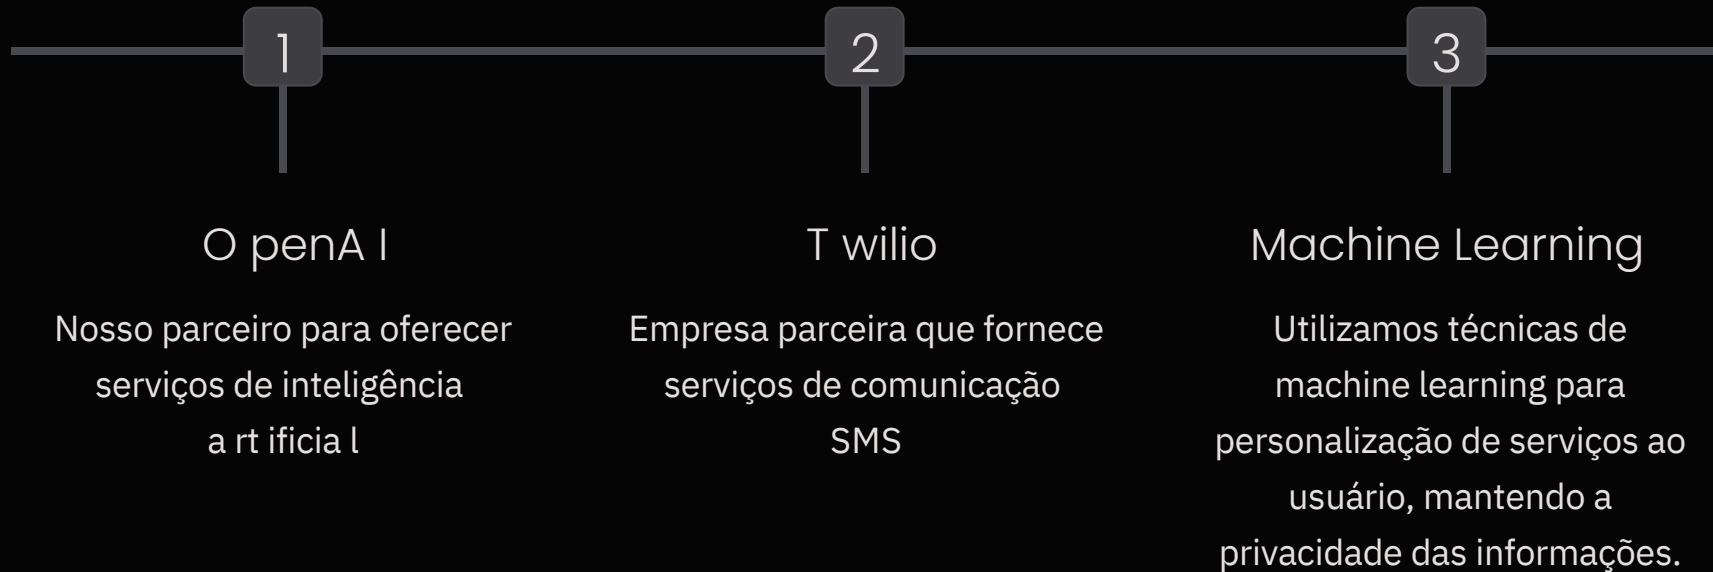 1
2
3
O penA I
T wilio
Machine Learning
Nosso parceiro para oferecer
serviços de inteligência
a rt ificia l
Empresa parceira que fornece
serviços de comunicação
SMS
Utilizamos técnicas de
machine learning para
personalização de serviços ao
usuário, mantendo a
privacidade das informações.